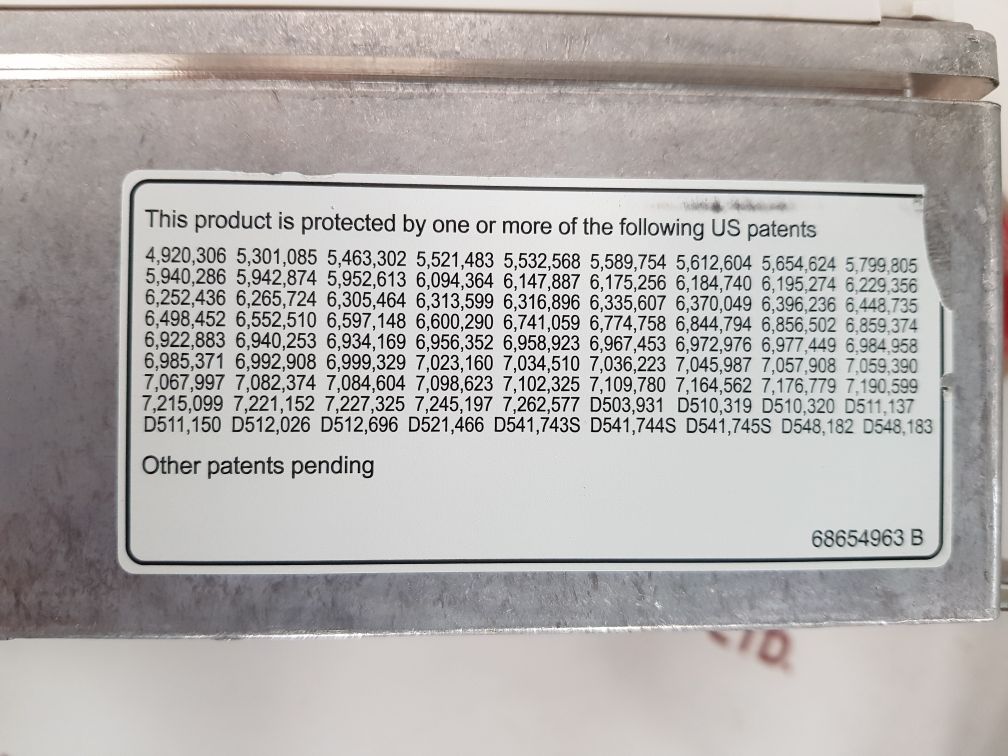 This product is protected by one or more of the following US patents
4,920,306 5,301,085 5,463,302 5,521,483 5,532,568 5,589,754 5,612,604 5,654,624 5,799,805
5,940,286 5,942,874 5,952,613 6,094,364 6,147,887 6,175,256 6,184,740 6,195,274 6,229,356
6,252,436 6,265,724 6,305,464 6,313,599 6,316,896 6,335,607 6,370,049 6,396,236 6,448,735
6,498,452 6,552,510 6,597,148 6,600,290 6,741,059 6,774,758 6,844,794 6,856,502 6,859,374
6,922,883 6,940,253 6,934,169 6,956,352 6,958,923 6,967,453 6,972,976 6,977,449 6,984,958
6,985,371 6,992,908 6,999,329 7,023,160 7,034,510 7,036,223 7,045,987 7,057,908 7,059,390
7,067,997 7,082,374 7,084,604 7,098,623 7,102,325 7,109,780 7,164,562 7,176,779 7,190,599
7,215,099 7,221,152 7,227,325 7,245,197 7,262,577 D503,931 D510,319 D510,320 D511,137
D511,150 D512,026 D512,696 D521,466 D541,743S D541,744S D541,745S D548,182 D548,183
Other patents pending
68654963 B
LTD.